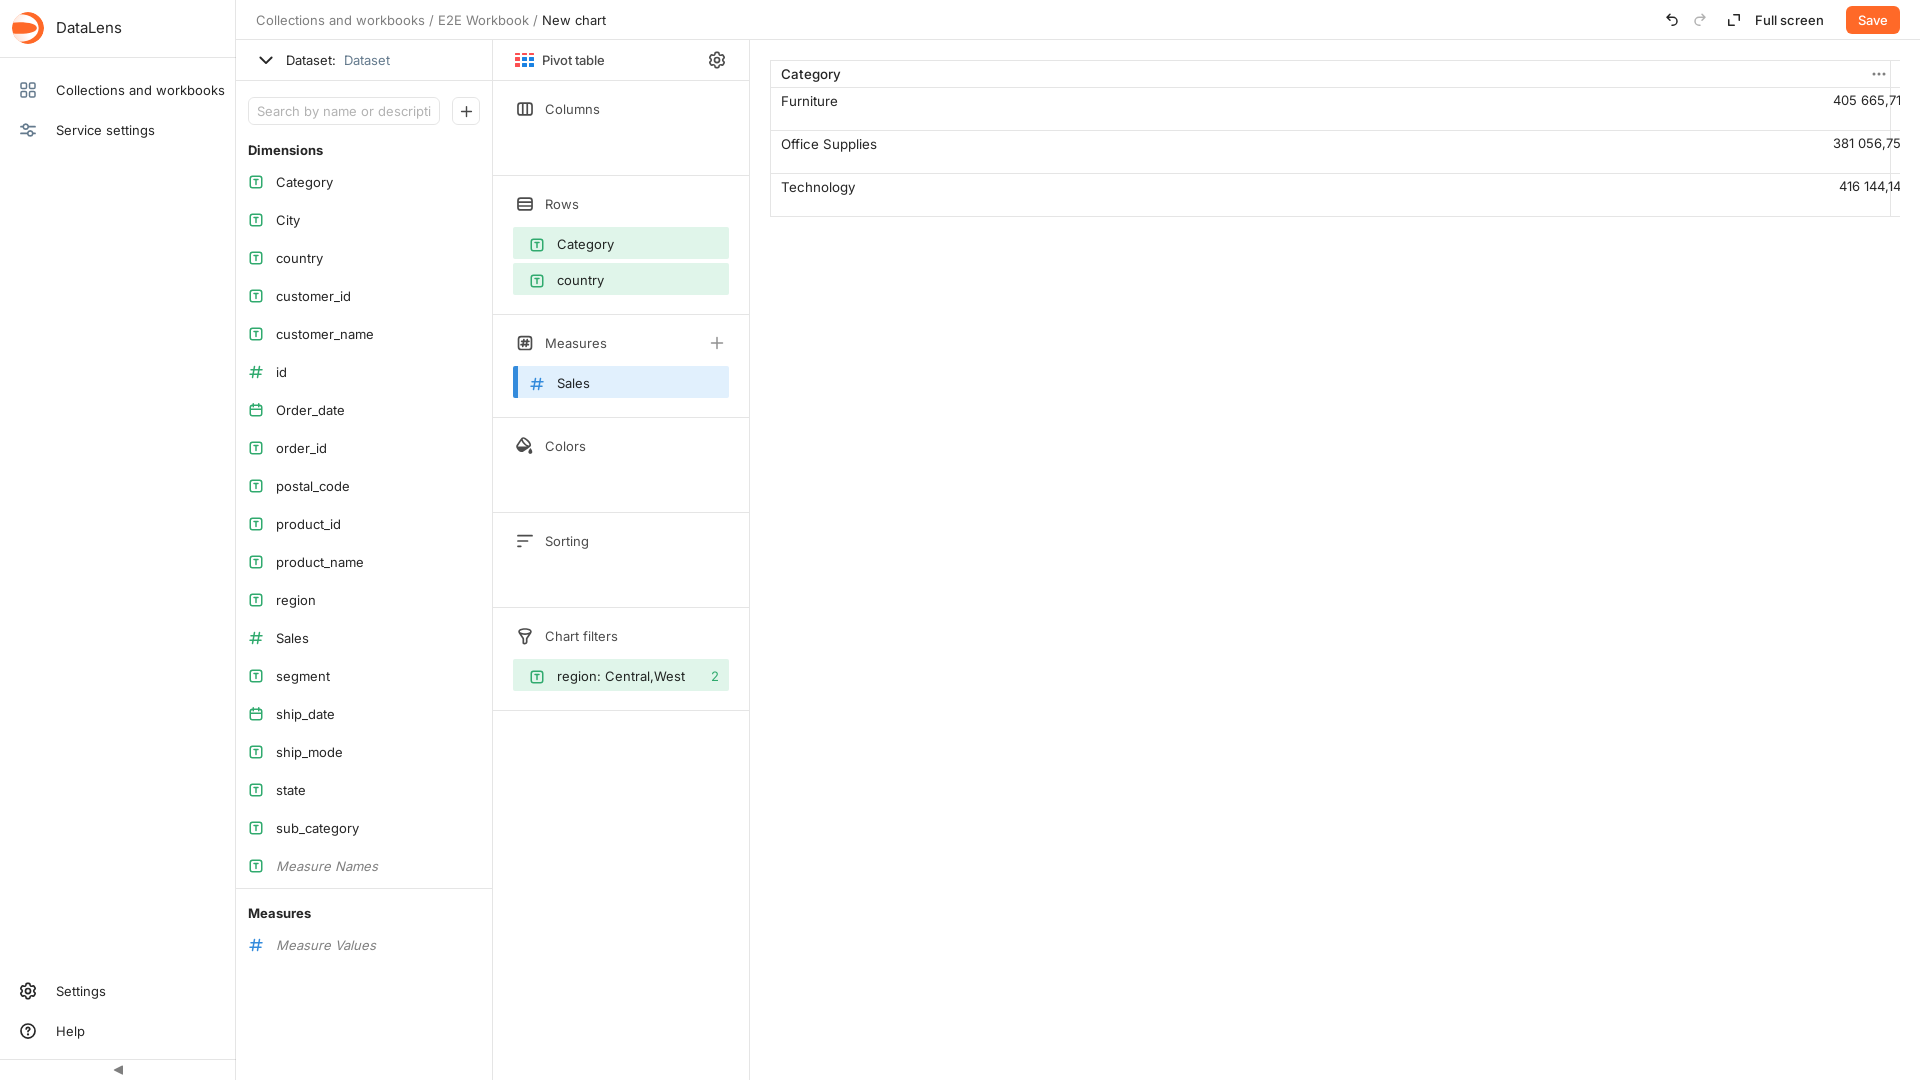 DataLens
Collections and workbooks
Service settings
Settings
Help
Collections and workbooks / E2E Workbook / New chart
Full screen
Save
Dataset: Dataset
Search by name or descripti
Dimensions
Category
City
country
customer_id
customer_name
id
Order_date
order_id
postal_code
product_id
product_name
region
Sales
segment
ship_date
ship_mode
state
sub_category
Measure Names
Measures
Measure Values
Pivot table
Columns
Rows
Category
country
Measures
Sales
Colors
Sorting
Chart filters
region: Central,West 2
Category
Furniture 405 665,71
Office Supplies 381 056,75
Technology 416 144,14